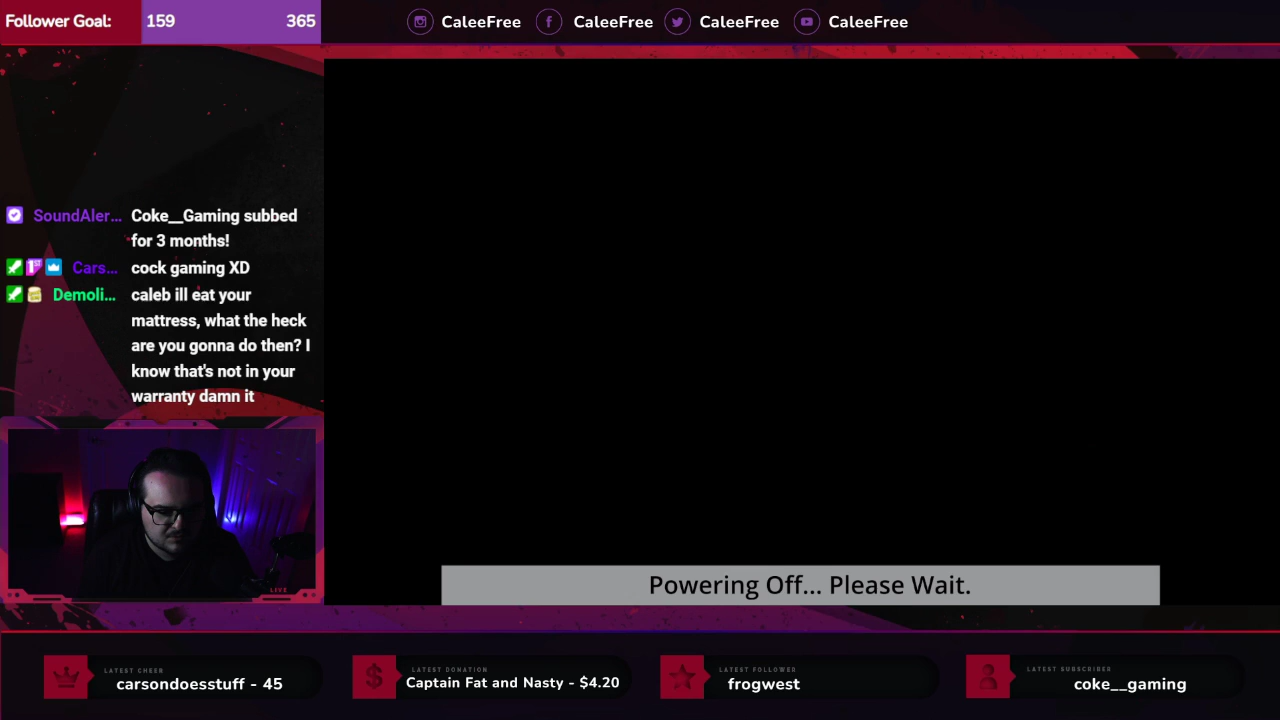 Follower Goal: 159 365
CaleeFree CaleeFree CaleeFree CaleeFree
SoundAler... Coke__Gaming subbed
for 3 months!
Cars... cock gaming XD
Demoli... caleb ill eat your
mattress, what the heck
are you gonna do then? I
know that's not in your
warranty damn it
LIVE
Powering Off... Please Wait.
LATEST CHEER
carsondoesstuff - 45
LATEST DONATION
Captain Fat and Nasty - $4.20
LATEST FOLLOWER
frogwest
LATEST SUBSCRIBER
coke__gaming